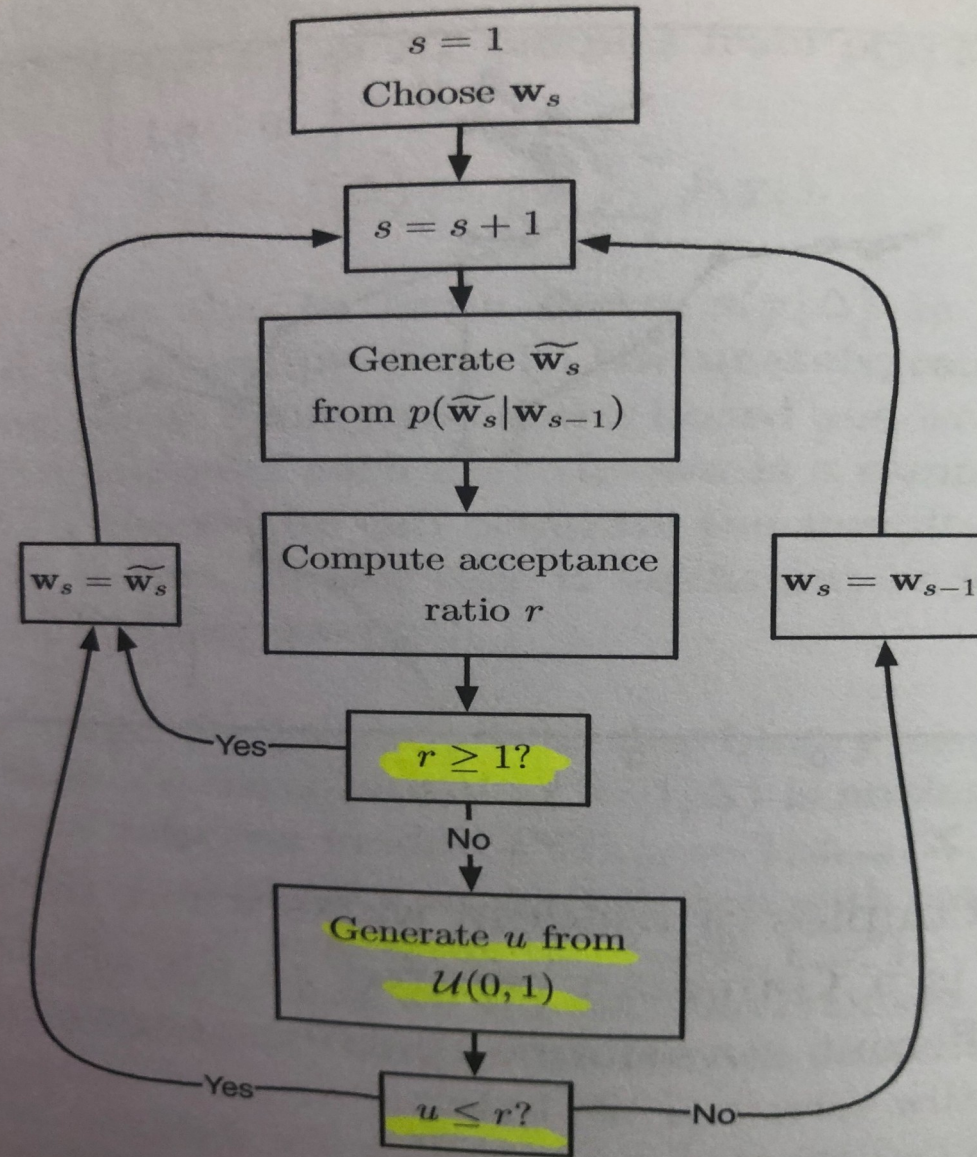 s = 1
Choose w_s
s = s + 1
Generate w̃_s
from p(w̃_s|w_{s−1})
Compute acceptance
ratio r
w_s = w̃_s
w_s = w_{s−1}
Yes
r ≥ 1?
No
Generate u from
𝒰(0, 1)
Yes
u ≤ r?
No